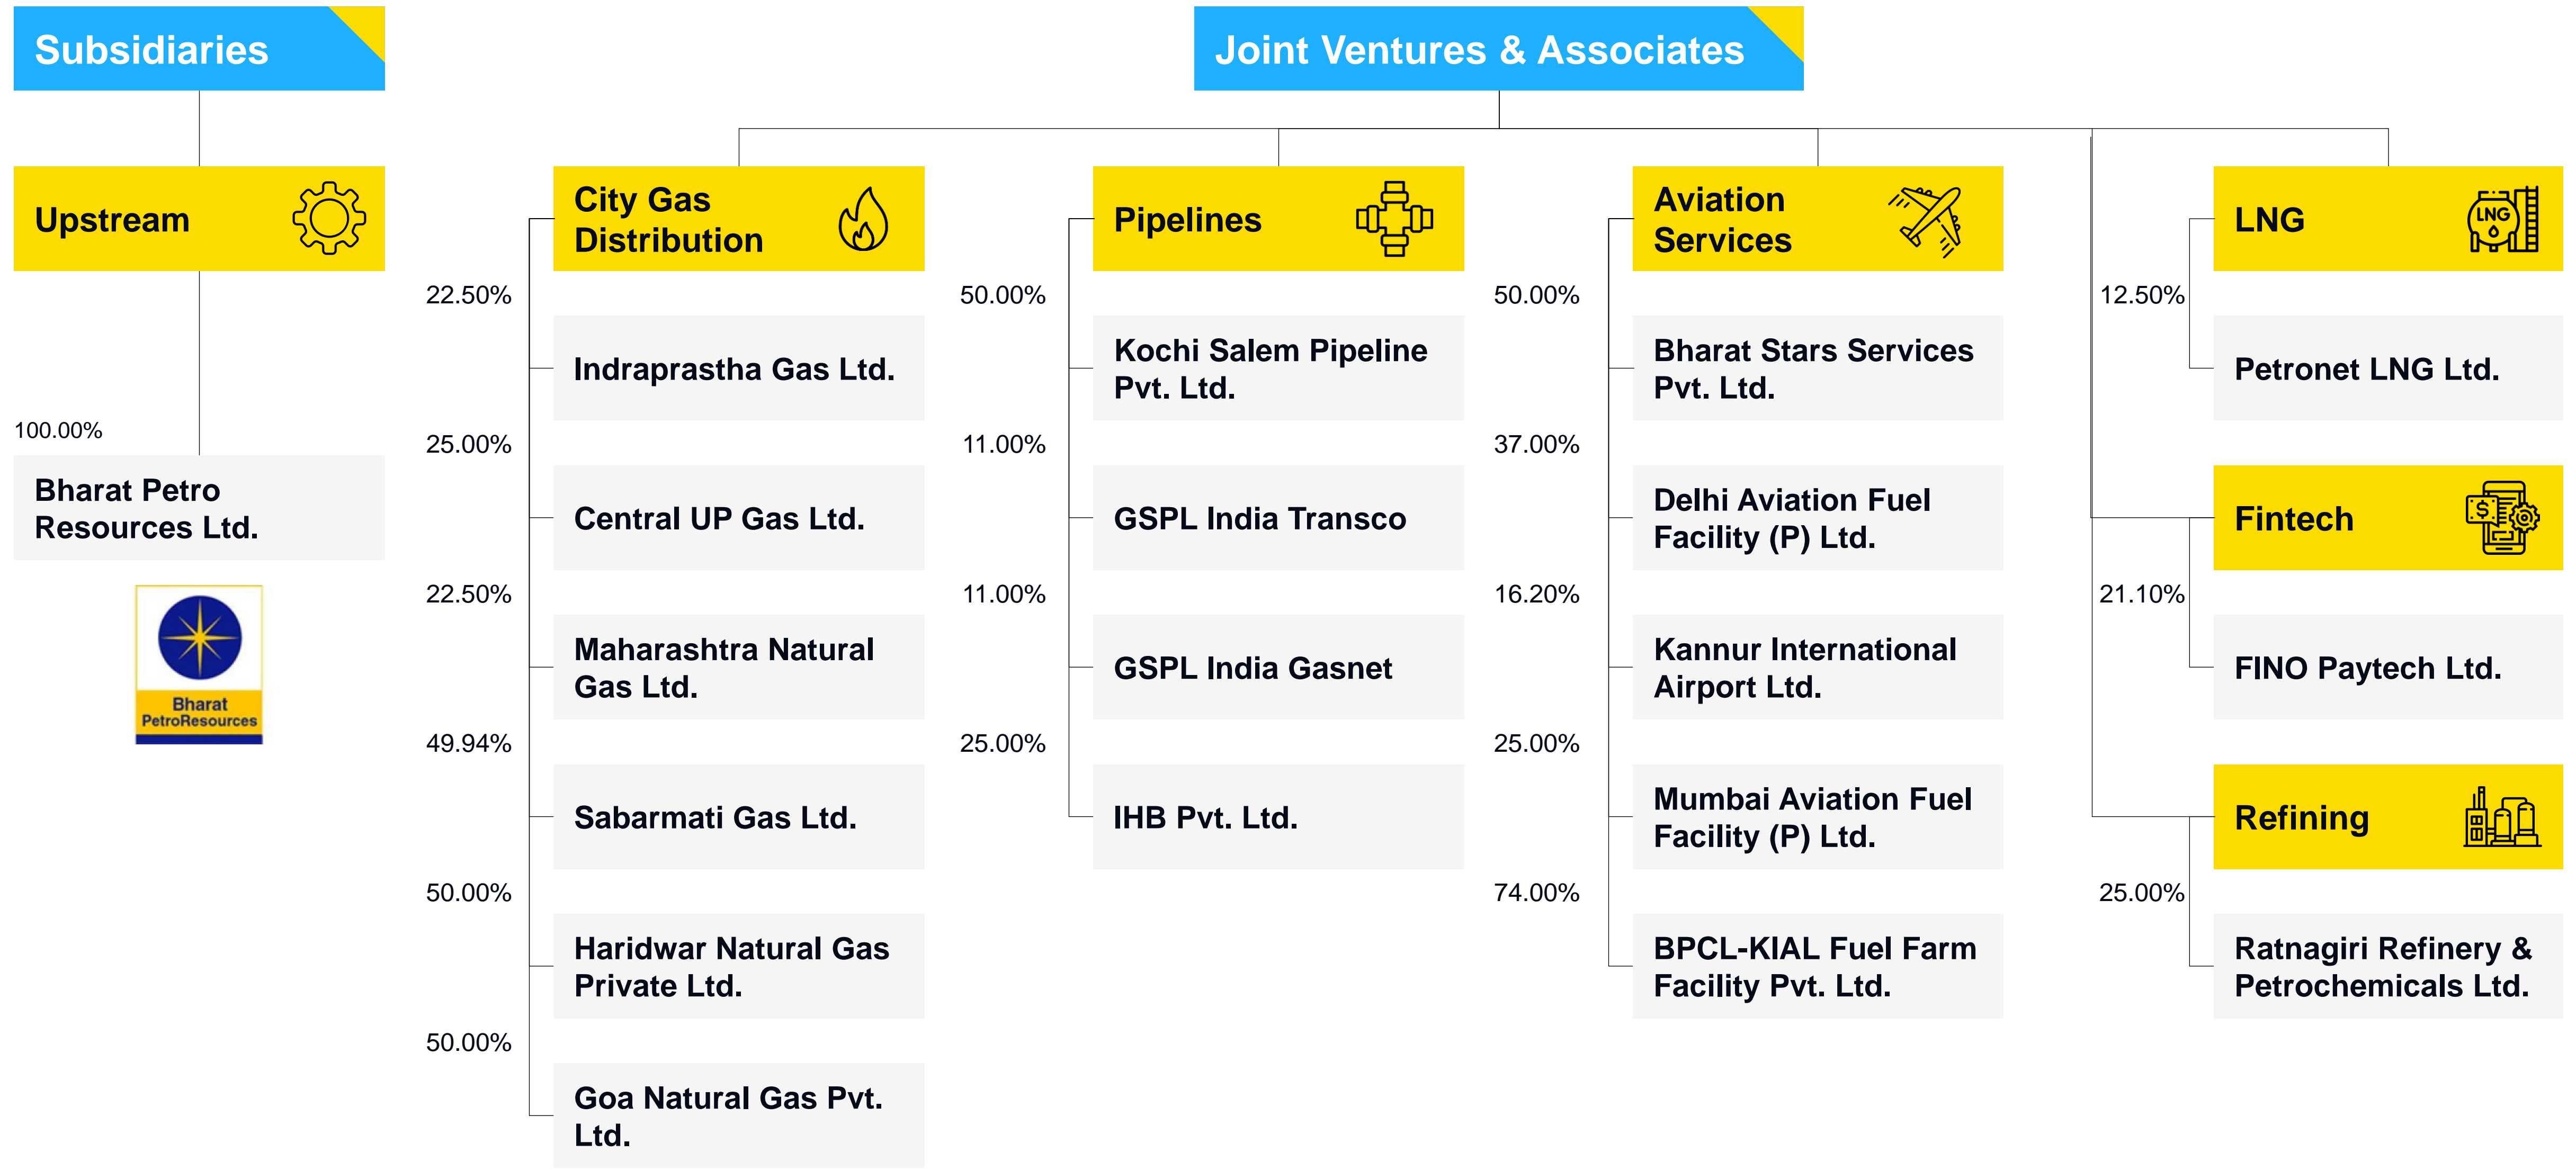 Subsidiaries
Upstream
100.00%
Bharat Petro
Resources Ltd.
Bharat
PetroResources
Joint Ventures & Associates
City Gas
Distribution
22.50%
Indraprastha Gas Ltd.
25.00%
Central UP Gas Ltd.
22.50%
Maharashtra Natural
Gas Ltd.
49.94%
Sabarmati Gas Ltd.
50.00%
Haridwar Natural Gas
Private Ltd.
50.00%
Goa Natural Gas Pvt.
Ltd.
Pipelines
50.00%
Kochi Salem Pipeline
Pvt. Ltd.
11.00%
GSPL India Transco
11.00%
GSPL India Gasnet
25.00%
IHB Pvt. Ltd.
Aviation
Services
50.00%
Bharat Stars Services
Pvt. Ltd.
37.00%
Delhi Aviation Fuel
Facility (P) Ltd.
16.20%
Kannur International
Airport Ltd.
25.00%
Mumbai Aviation Fuel
Facility (P) Ltd.
74.00%
BPCL-KIAL Fuel Farm
Facility Pvt. Ltd.
LNG
LNG
12.50%
Petronet LNG Ltd.
Fintech
$
21.10%
FINO Paytech Ltd.
Refining
25.00%
Ratnagiri Refinery &
Petrochemicals Ltd.